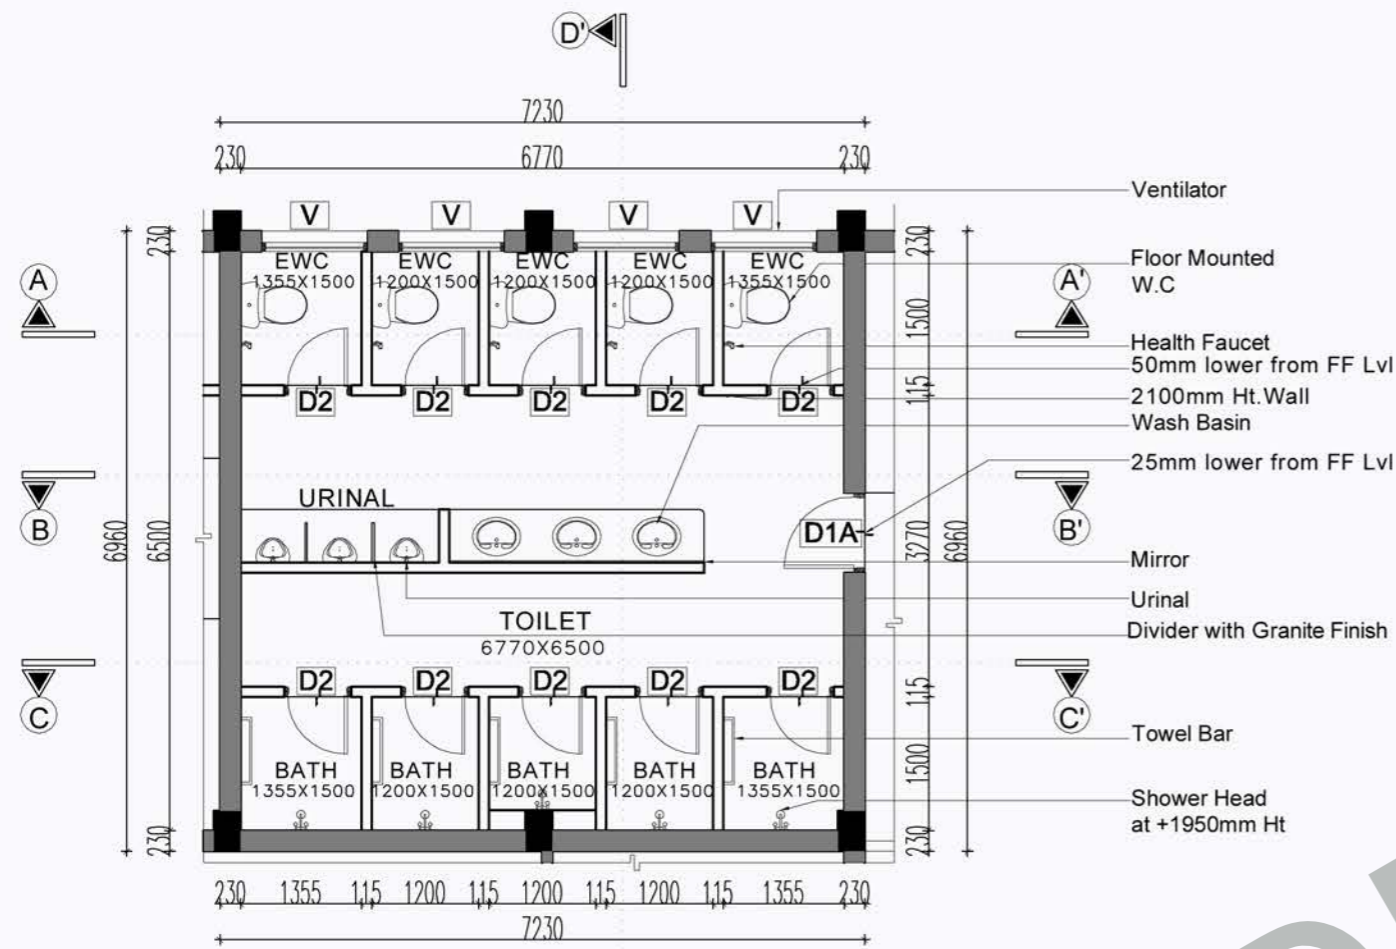 D'
7230
230 6770 230
V V V V
Ventilator
230 230
EWC EWC EWC EWC EWC
1355X1500 1200X1500 1200X1500 1200X1500 1355X1500
Floor Mounted
W.C
A A'
1500
Health Faucet
50mm lower from FF Lvl
D2 D2 D2 D2 D2
115
2100mm Ht.Wall
Wash Basin
25mm lower from FF Lvl
URINAL
B B'
6960 6500 D1A 3270 6960
Mirror
Urinal
TOILET
6770X6500
Divider with Granite Finish
D2 D2 D2 D2 D2
115
C C'
Towel Bar
1500
BATH BATH BATH BATH BATH
1355X1500 1200X1500 1200X1500 1200X1500 1355X1500
Shower Head
at +1950mm Ht
230 230
230 1355 115 1200 115 1200 115 1200 115 1355 230
7230